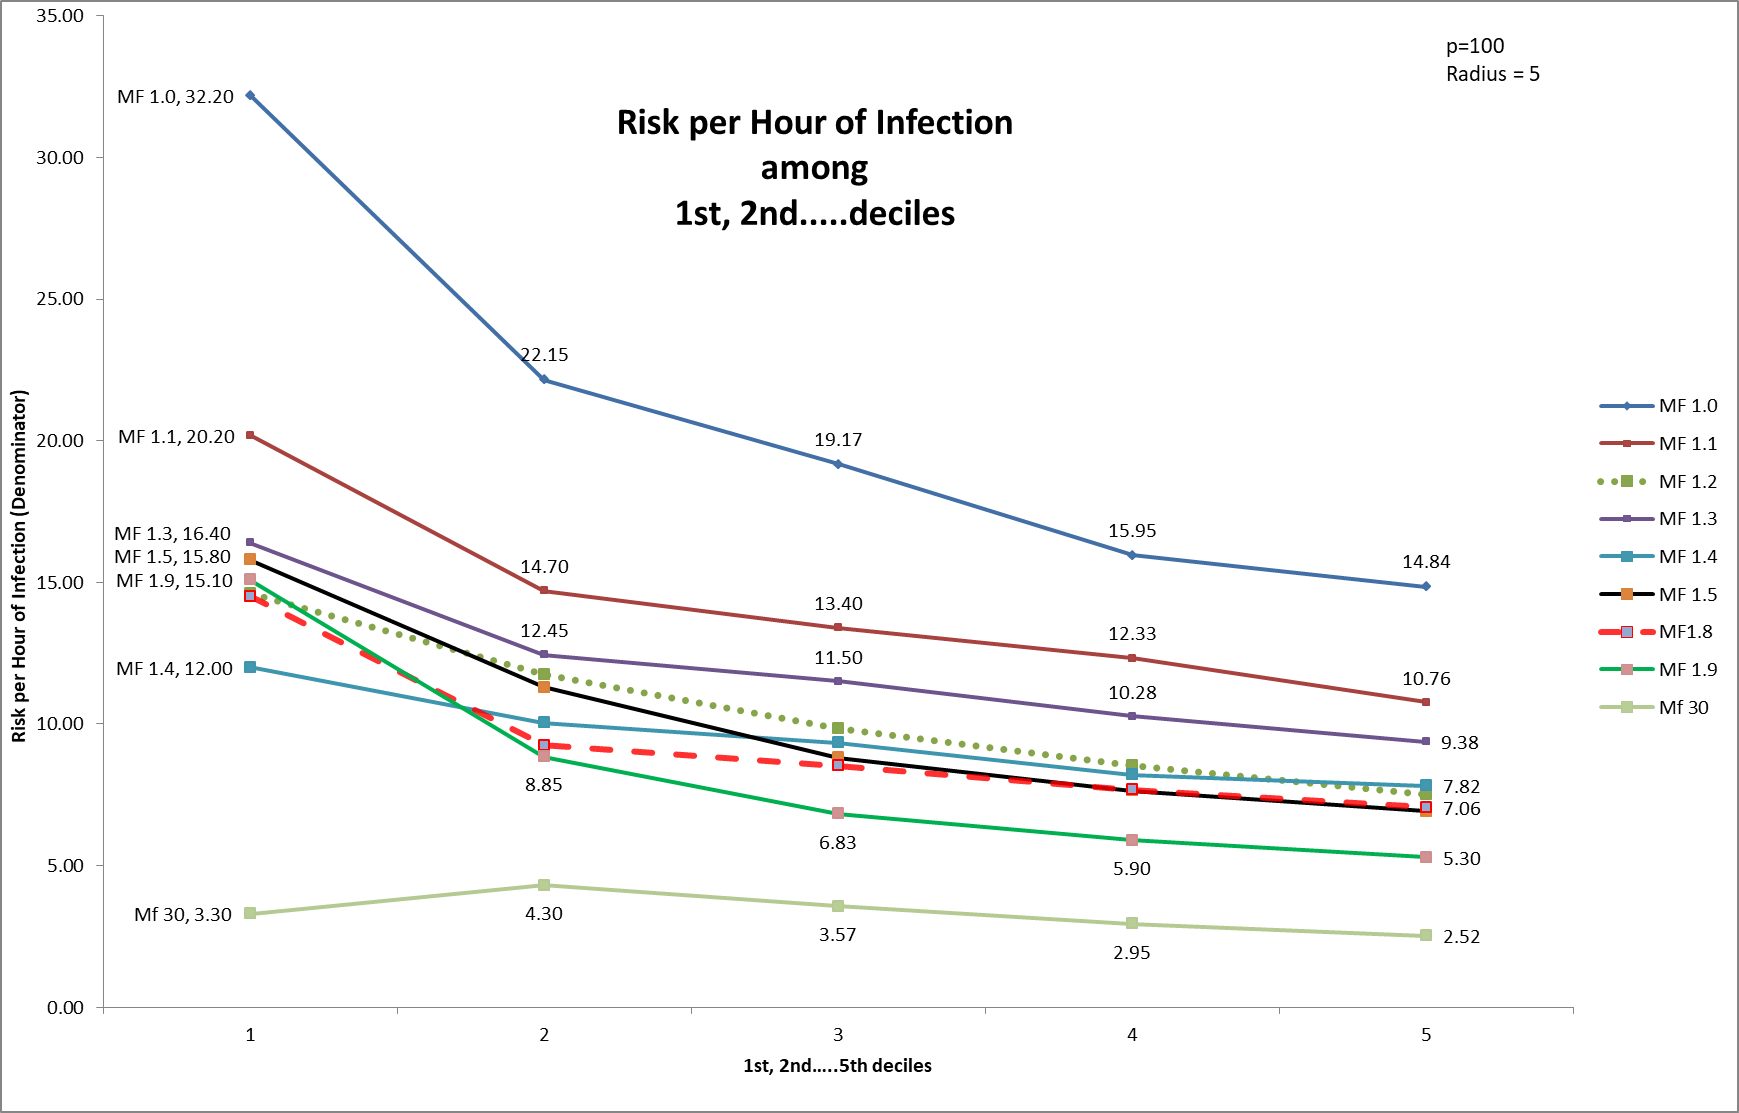 35.00
p=100
Radius = 5
MF 1.0, 32.20
Risk per Hour of Infection
among
1st, 2nd.....deciles
30.00
25.00
22.15
20.00
MF 1.1, 20.20
19.17
15.95
14.84
MF 1.3, 16.40
MF 1.5, 15.80
MF 1.9, 15.10
15.00
14.70
13.40
12.33
10.76
12.45
11.50
10.28
9.38
MF 1.4, 12.00
10.00
8.85
7.82
7.06
6.83
5.90
5.30
5.00
Mf 30, 3.30
4.30
3.57
2.95
2.52
0.00
1 2 3 4 5
1st, 2nd.....5th deciles
Risk per Hour of Infection (Denominator)
MF 1.0
MF 1.1
MF 1.2
MF 1.3
MF 1.4
MF 1.5
MF1.8
MF 1.9
Mf 30